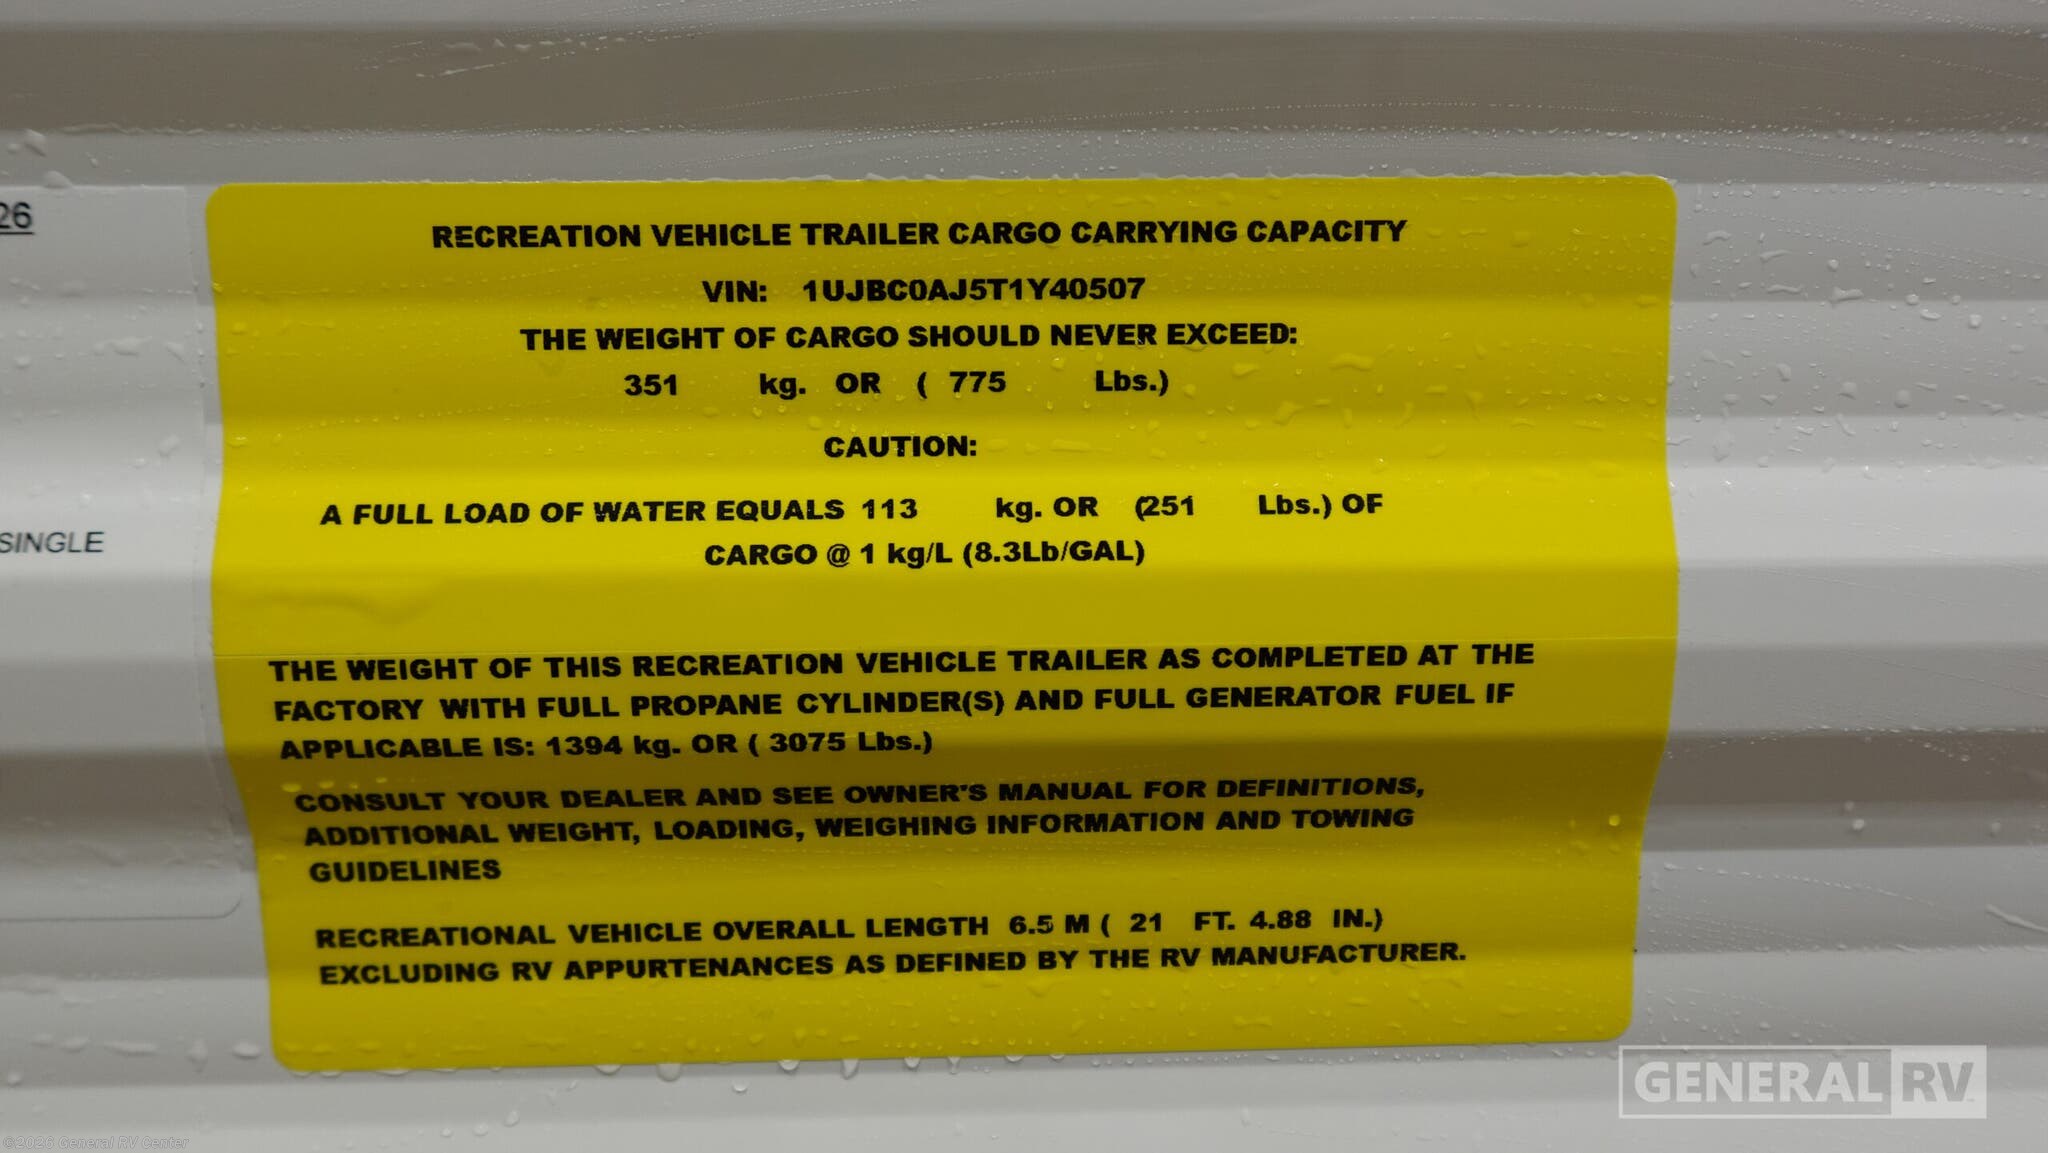 26
SINGLE
RECREATION VEHICLE TRAILER CARGO CARRYING CAPACITY
VIN: 1UJBC0AJ5T1Y40507
THE WEIGHT OF CARGO SHOULD NEVER EXCEED:
351 kg. OR ( 775 Lbs.)
CAUTION:
A FULL LOAD OF WATER EQUALS 113 kg. OR (251 Lbs.) OF
CARGO @ 1 kg/L (8.3Lb/GAL)
THE WEIGHT OF THIS RECREATION VEHICLE TRAILER AS COMPLETED AT THE
FACTORY WITH FULL PROPANE CYLINDER(S) AND FULL GENERATOR FUEL IF
APPLICABLE IS: 1394 kg. OR ( 3075 Lbs.)
CONSULT YOUR DEALER AND SEE OWNER'S MANUAL FOR DEFINITIONS,
ADDITIONAL WEIGHT, LOADING, WEIGHING INFORMATION AND TOWING
GUIDELINES
RECREATIONAL VEHICLE OVERALL LENGTH 6.5 M ( 21 FT. 4.88 IN.)
EXCLUDING RV APPURTENANCES AS DEFINED BY THE RV MANUFACTURER.
GENERAL RV
©2025 General RV Center